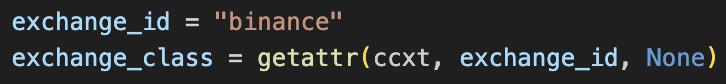 exchange_id = "binance"
exchange_class = getattr(ccxt, exchange_id, None)